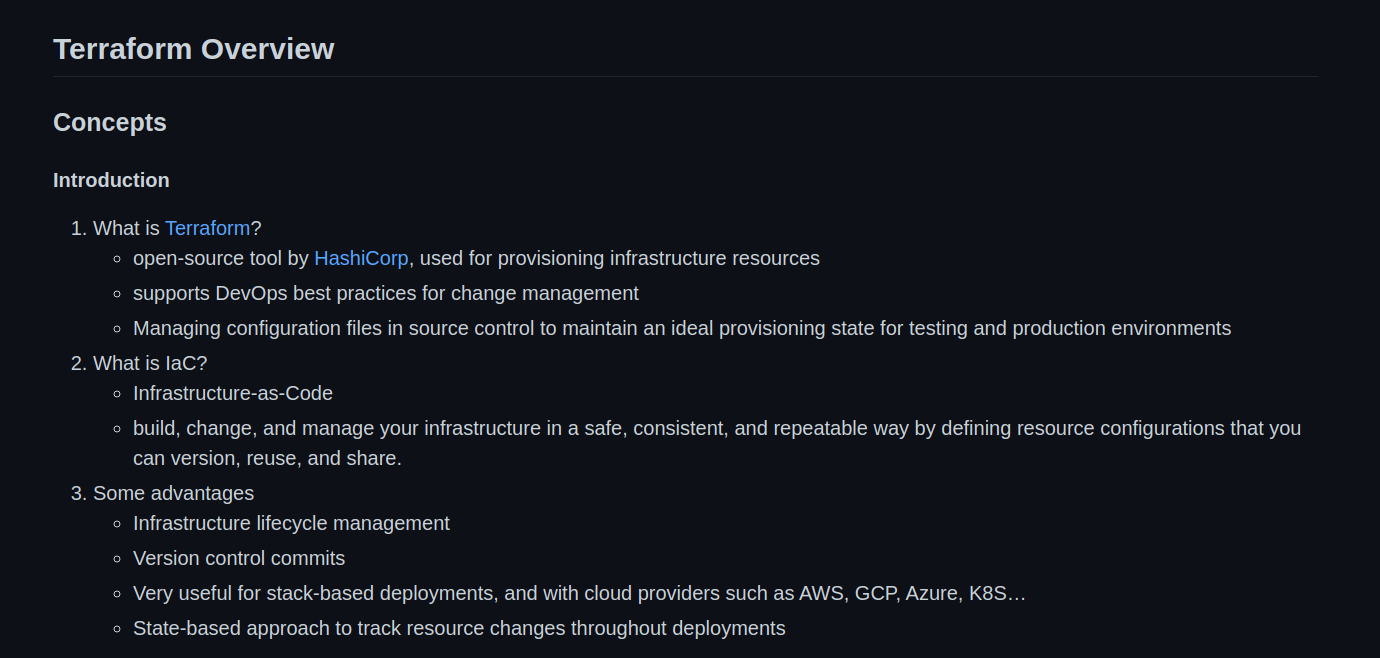 Terraform Overview
Concepts
Introduction
1. What is Terraform?
open-source tool by HashiCorp, used for provisioning infrastructure resources
supports DevOps best practices for change management
Managing configuration files in source control to maintain an ideal provisioning state for testing and production environments
2. What is IaC?
Infrastructure-as-Code
build, change, and manage your infrastructure in a safe, consistent, and repeatable way by defining resource configurations that you
can version, reuse, and share.
3. Some advantages
Infrastructure lifecycle management
Version control commits
Very useful for stack-based deployments, and with cloud providers such as AWS, GCP, Azure, K8S…
State-based approach to track resource changes throughout deployments